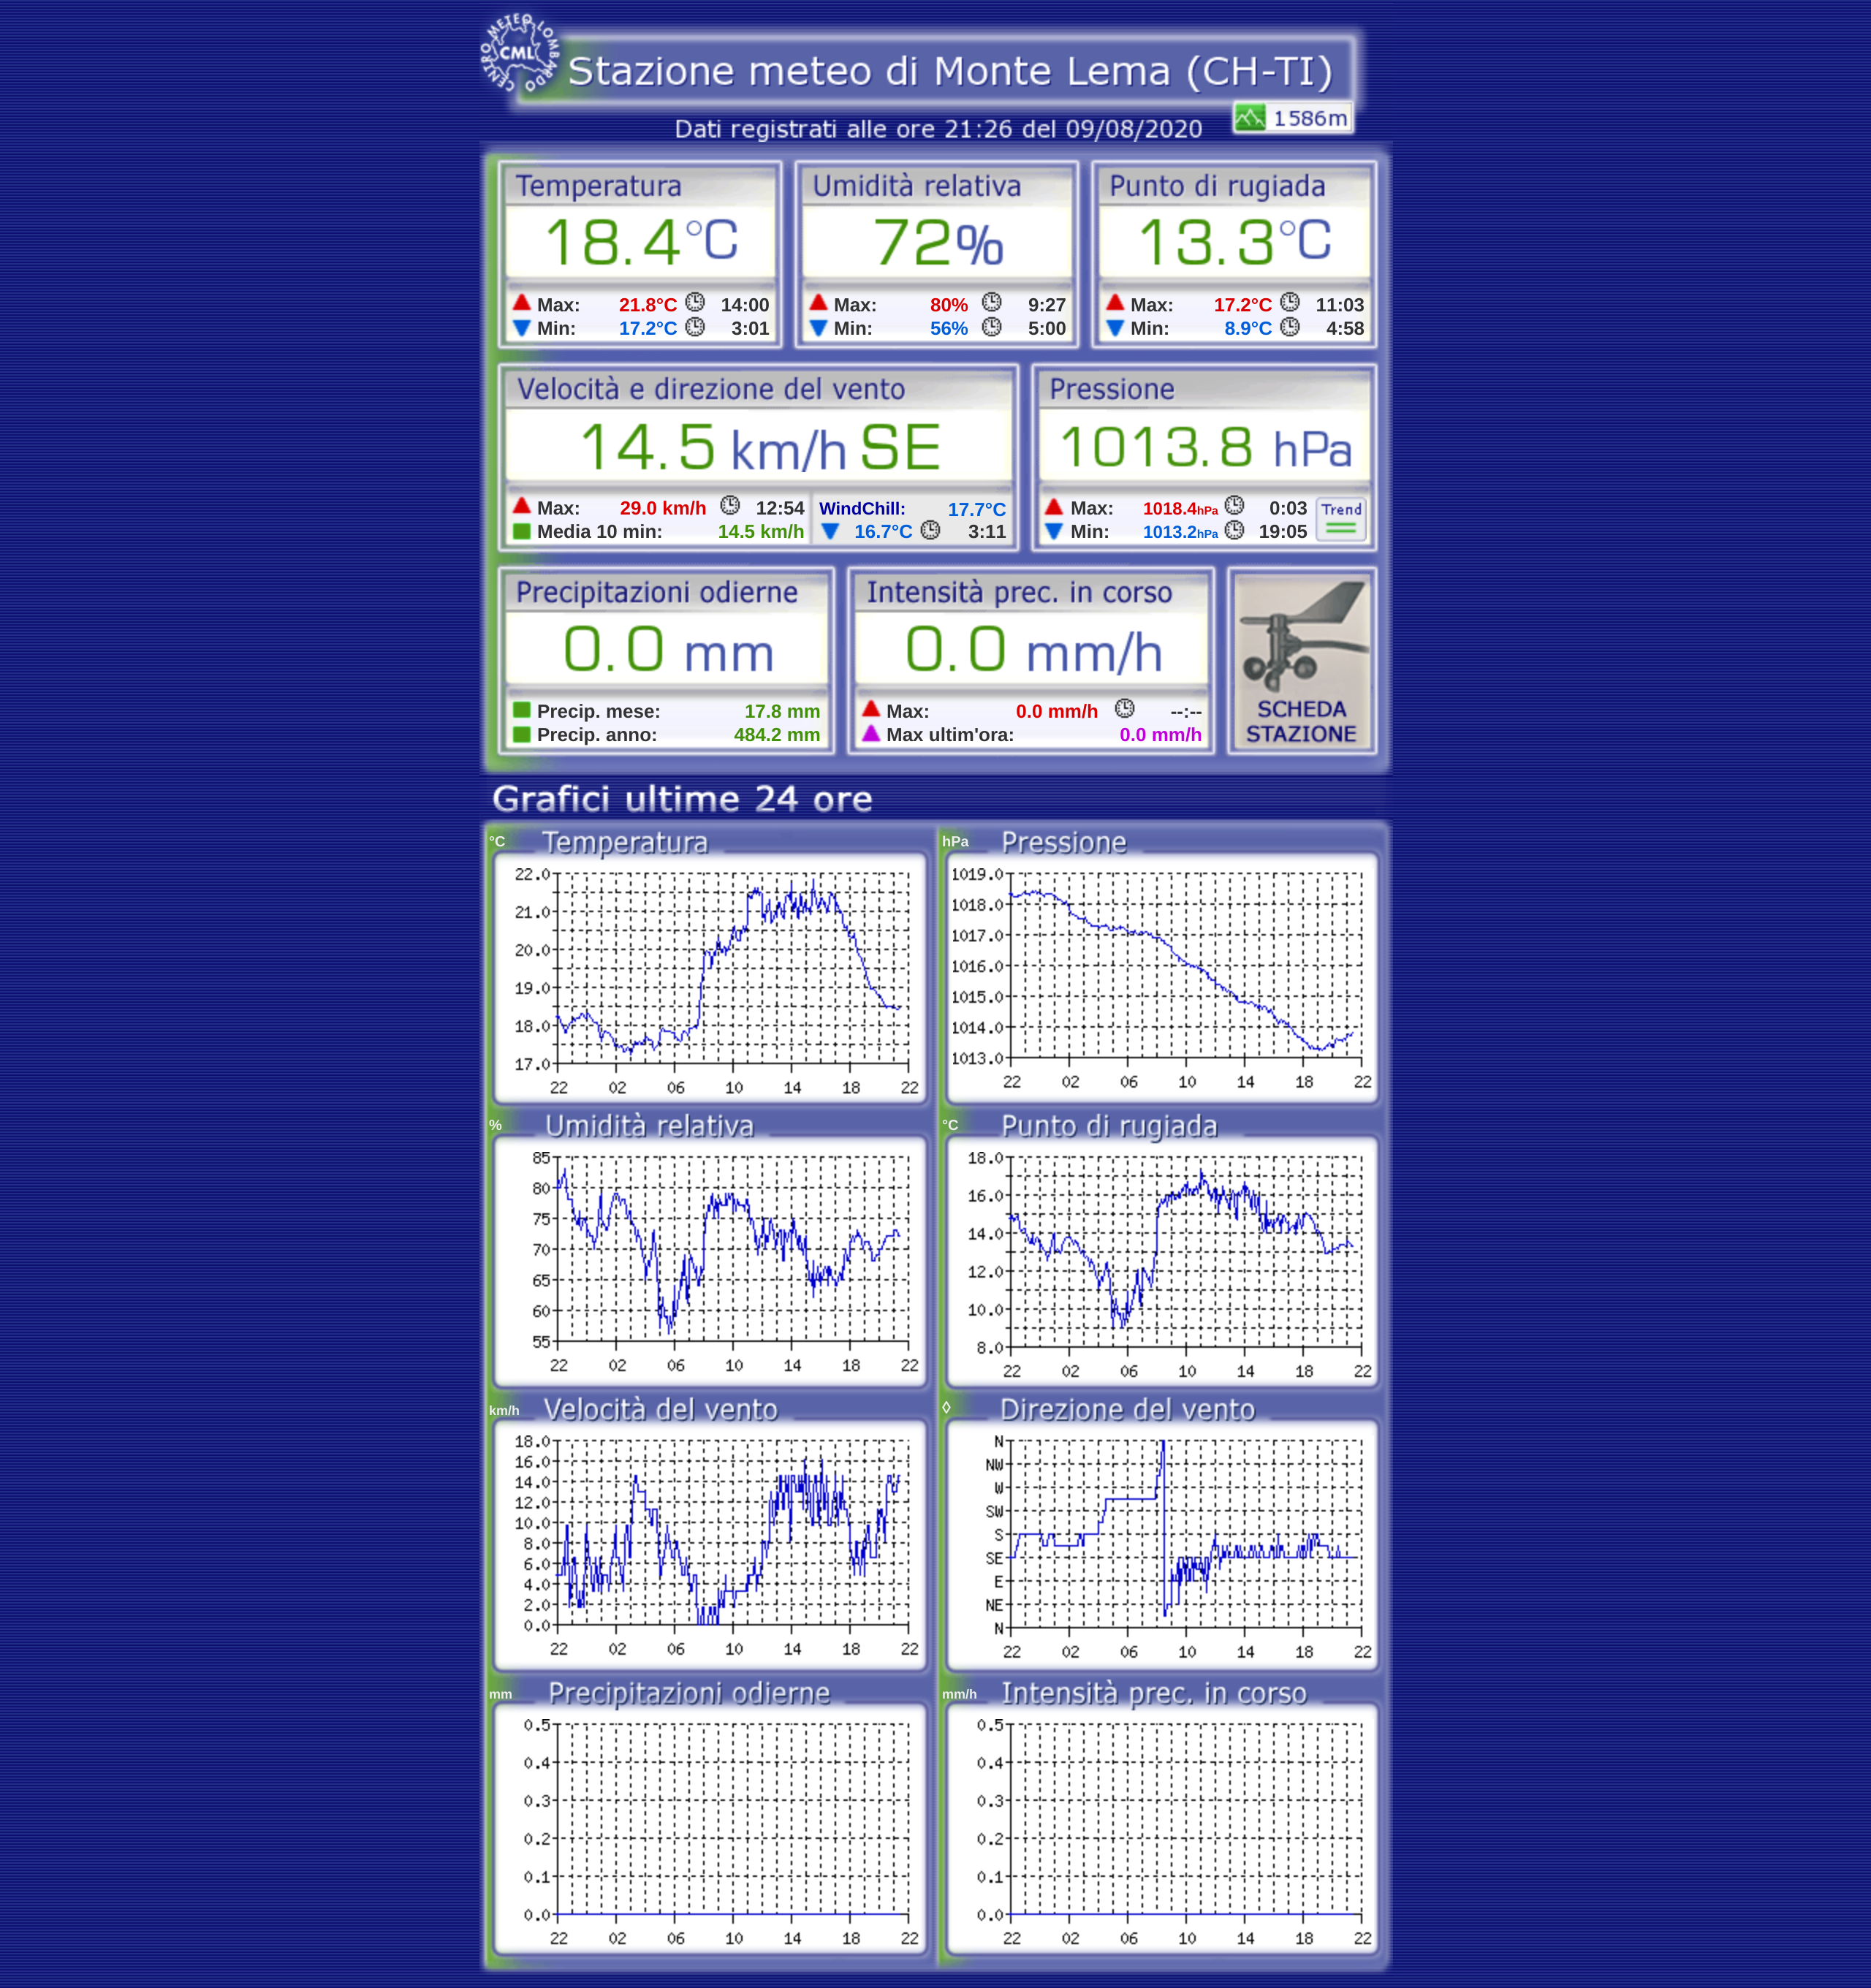 CENTRO METEO LOMBARDO
CML
Stazione meteo di Monte Lema (CH-TI)
1586m
Dati registrati alle ore 21:26 del 09/08/2020
Temperatura
18.4°C
Max: 21.8°C 14:00
Min: 17.2°C 3:01
Umidità relativa
72%
Max: 80% 9:27
Min: 56% 5:00
Punto di rugiada
13.3°C
Max: 17.2°C 11:03
Min: 8.9°C 4:58
Velocità e direzione del vento
14.5 km/h SE
Max: 29.0 km/h 12:54
Media 10 min: 14.5 km/h
WindChill: 17.7°C
16.7°C 3:11
Pressione
1013.8 hPa
Max: 1018.4hPa 0:03
Min: 1013.2hPa 19:05
Trend
Precipitazioni odierne
0.0 mm
Precip. mese: 17.8 mm
Precip. anno: 484.2 mm
Intensità prec. in corso
0.0 mm/h
Max: 0.0 mm/h --:--
Max ultim'ora: 0.0 mm/h
SCHEDA
STAZIONE
Grafici ultime 24 ore
°C Temperatura
22.0
21.0
20.0
19.0
18.0
17.0
22 02 06 10 14 18 22
hPa Pressione
1019.0
1018.0
1017.0
1016.0
1015.0
1014.0
1013.0
22 02 06 10 14 18 22
% Umidità relativa
85
80
75
70
65
60
55
22 02 06 10 14 18 22
°C Punto di rugiada
18.0
16.0
14.0
12.0
10.0
8.0
22 02 06 10 14 18 22
km/h Velocità del vento
18.0
16.0
14.0
12.0
10.0
8.0
6.0
4.0
2.0
0.0
22 02 06 10 14 18 22
◊ Direzione del vento
N
NW
W
SW
S
SE
E
NE
N
22 02 06 10 14 18 22
mm Precipitazioni odierne
0.5
0.4
0.3
0.2
0.1
0.0
22 02 06 10 14 18 22
mm/h Intensità prec. in corso
0.5
0.4
0.3
0.2
0.1
0.0
22 02 06 10 14 18 22